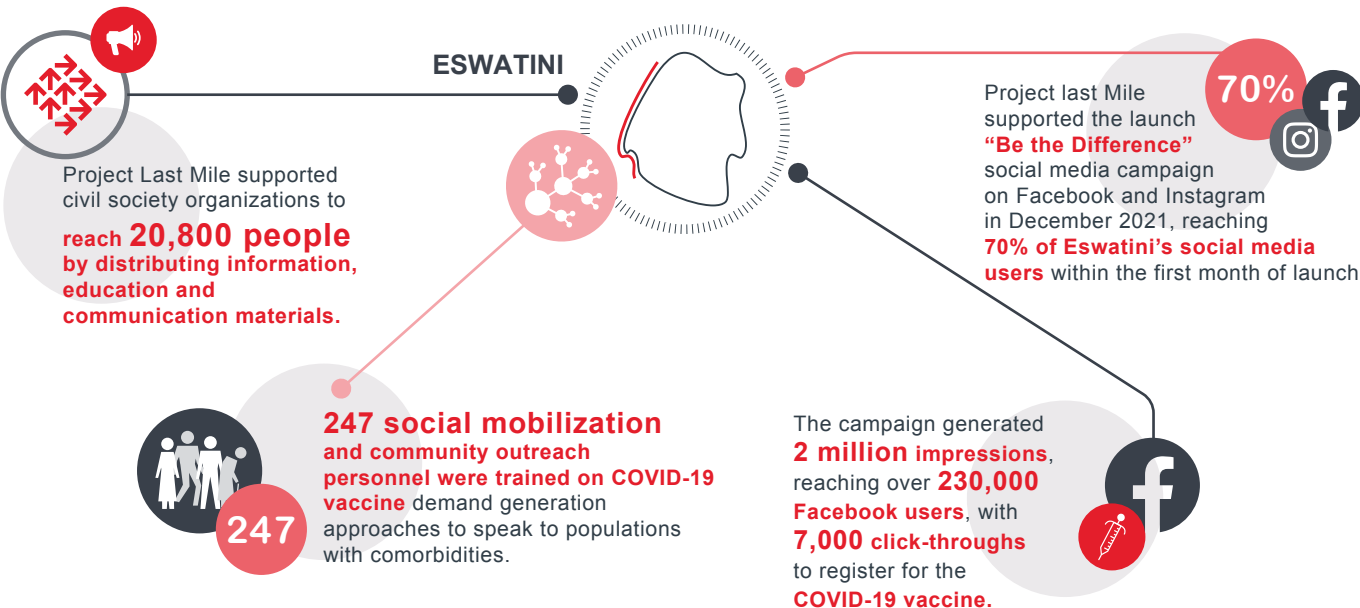 ESWATINI
Project Last Mile supported
civil society organizations to
reach 20,800 people
by distributing information,
education and
communication materials.
70%
Project last Mile
supported the launch
“Be the Difference”
social media campaign
on Facebook and Instagram
in December 2021, reaching
70% of Eswatini’s social media
users within the first month of launch
247
247 social mobilization
and community outreach
personnel were trained on COVID-19
vaccine demand generation
approaches to speak to populations
with comorbidities.
The campaign generated
2 million impressions,
reaching over 230,000
Facebook users, with
7,000 click-throughs
to register for the
COVID-19 vaccine.